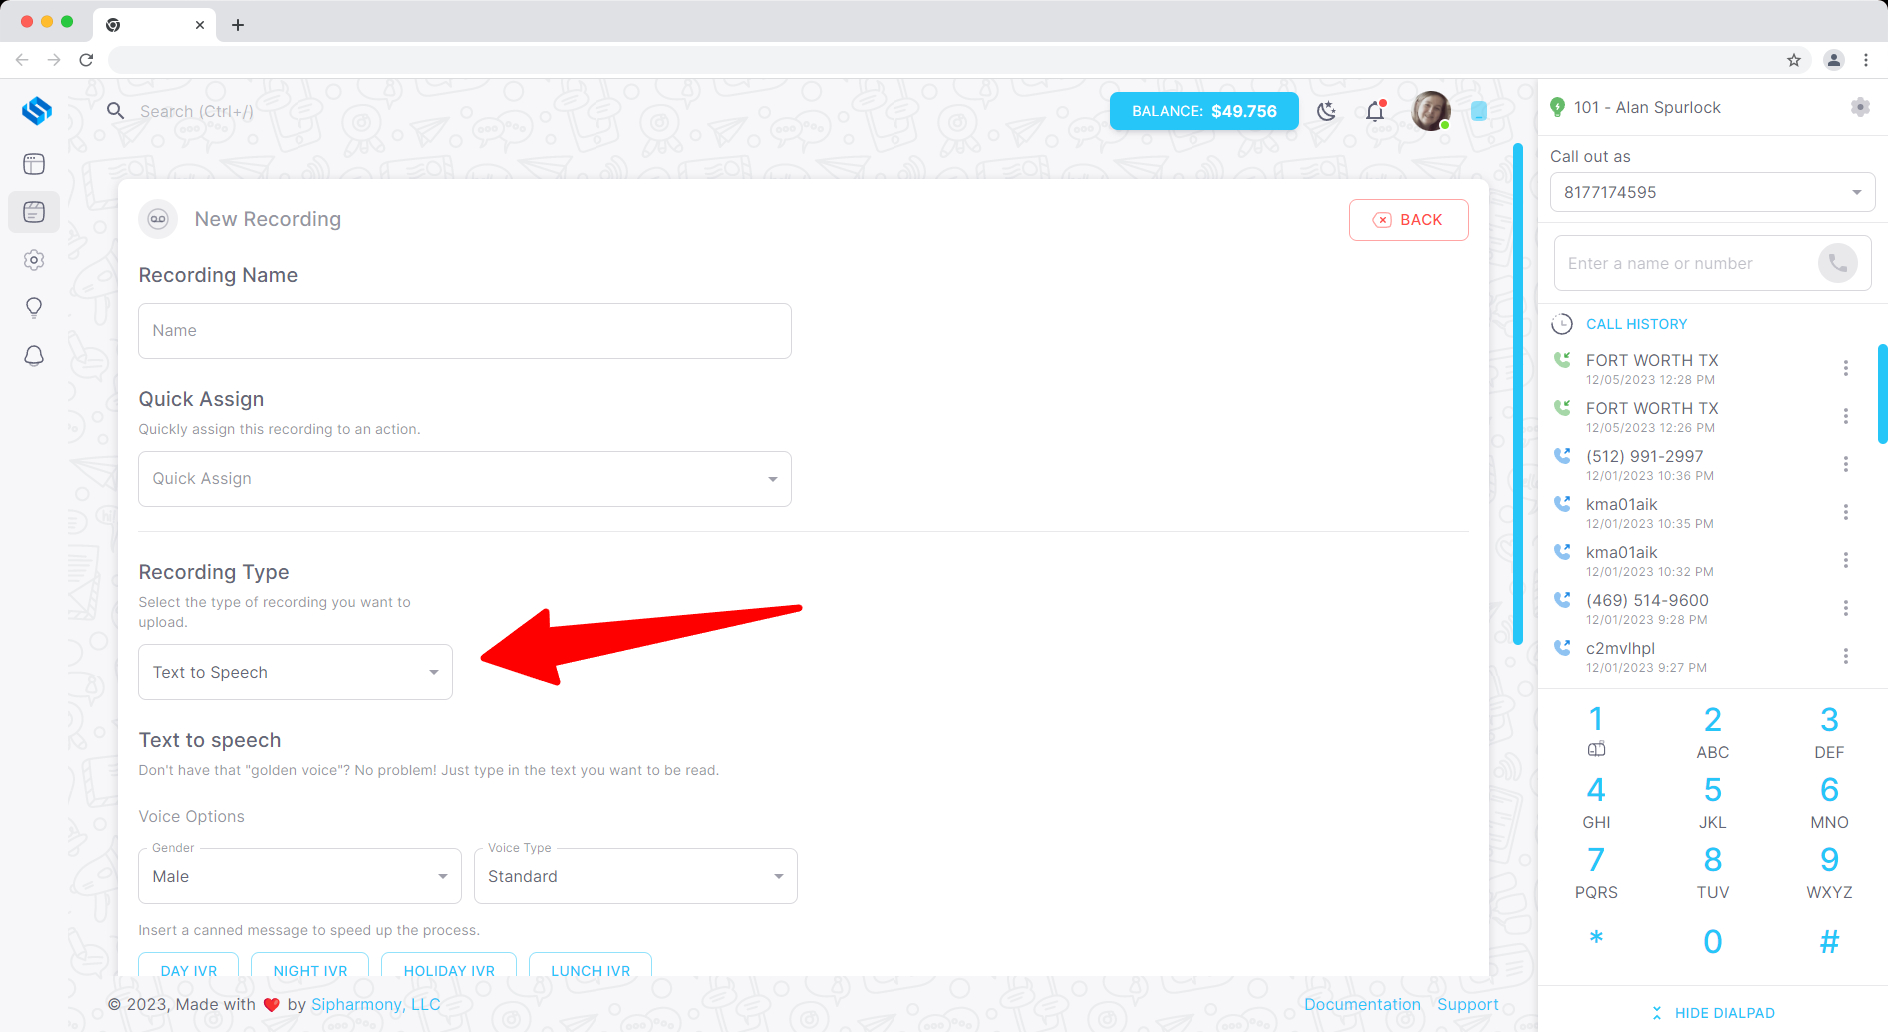 Search (Ctrl+/)
BALANCE: $49.756
New Recording
BACK
Recording Name
Name
Quick Assign
Quickly assign this recording to an action.
Quick Assign
Recording Type
Select the type of recording you want to
upload.
Text to Speech
Text to speech
Don't have that "golden voice"? No problem! Just type in the text you want to be read.
Voice Options
Gender
Male
Voice Type
Standard
Insert a canned message to speed up the process.
DAY IVR
NIGHT IVR
HOLIDAY IVR
LUNCH IVR
© 2023, Made with ❤️ by Sipharmony, LLC
Documentation
Support
101 - Alan Spurlock
Call out as
8177174595
Enter a name or number
CALL HISTORY
FORT WORTH TX
12/05/2023 12:28 PM
FORT WORTH TX
12/05/2023 12:26 PM
(512) 991-2997
12/01/2023 10:36 PM
kma01aik
12/01/2023 10:35 PM
kma01aik
12/01/2023 10:32 PM
(469) 514-9600
12/01/2023 9:28 PM
c2mvlhpl
12/01/2023 9:27 PM
1 2 3
ABC DEF
4 5 6
GHI JKL MNO
7 8 9
PQRS TUV WXYZ
* 0 #
HIDE DIALPAD